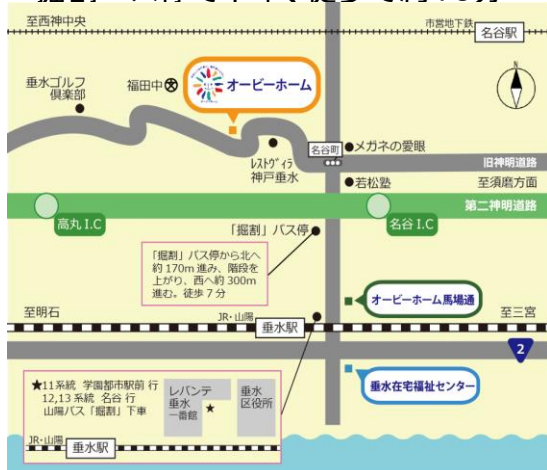 至西神中央
市営地下鉄
名谷駅
垂水ゴルフ
倶楽部
福田中
オービーホーム
レストヴィラ
神戸垂水
名谷町
メガネの愛眼
旧神明道路
若松塾
至須磨方面
第二神明道路
高丸 I.C
名谷 I.C
「掘割」バス停
「掘割」バス停から北へ
約170m 進み、階段を
上がり、西へ約 300m
進む。徒歩 7 分
オービーホーム馬場通
至明石
JR・山陽
垂水駅
至三宮
2
垂水在宅福祉センター
★11系統 学園都市駅前 行
12,13系統 名谷 行
山陽バス「掘割」下車
レバンテ
垂水
一番館
★
垂水
区役所
JR・山陽
垂水駅